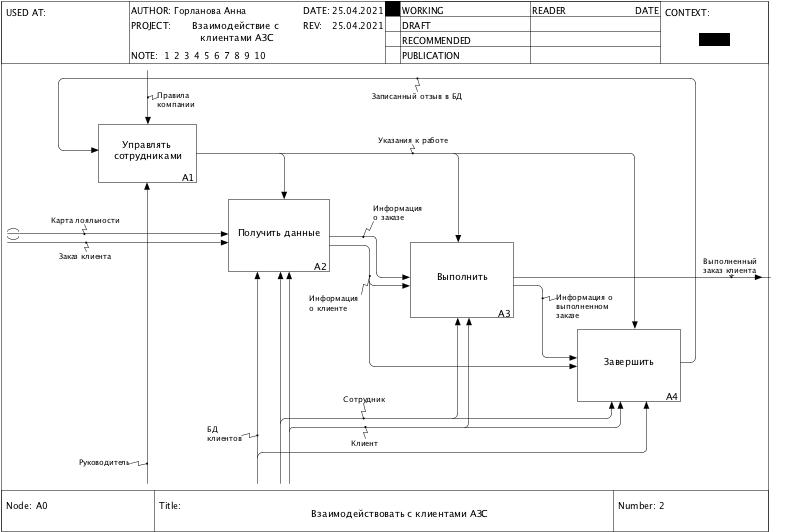 USED AT:
AUTHOR: Горланова Анна
DATE: 25.04.2021
WORKING
READER
DATE
CONTEXT:
PROJECT: Взаимодействие с
клиентами АЗС
REV: 25.04.2021
DRAFT
RECOMMENDED
NOTE: 1 2 3 4 5 6 7 8 9 10
PUBLICATION
Записанный отзыв в БД
Правила
компании
Управлять
сотрудниками
A1
Указания к работе
Карта лояльности
Заказ клиента
Получить данные
A2
Информация
о заказе
Информация
о клиенте
Выполнить
A3
Выполненный
заказ клиента
Информация о
выполненном
заказе
Завершить
A4
Сотрудник
БД
клиентов
Клиент
Руководитель
Node: A0
Title:
Взаимодействовать с клиентами АЗС
Number: 2